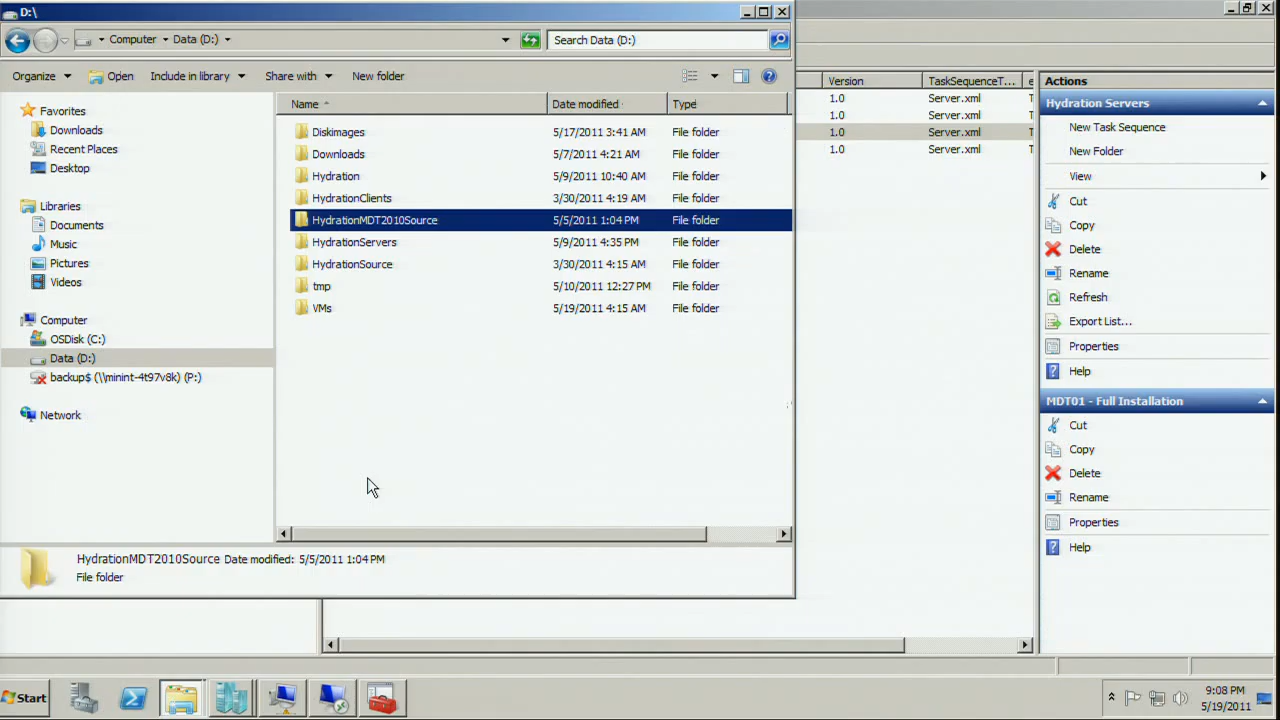 D:\
Computer Data (D:)
Search Data (D:)
Organize Open Include in library Share with New folder
Favorites
Downloads
Recent Places
Desktop
Libraries
Documents
Music
Pictures
Videos
Computer
OSDisk (C:)
Data (D:)
backup$ (\\minint-4t97v8k) (P:)
Network
Name Date modified Type
Diskimages 5/17/2011 3:41 AM File folder
Downloads 5/7/2011 4:21 AM File folder
Hydration 5/9/2011 10:40 AM File folder
HydrationClients 3/30/2011 4:19 AM File folder
HydrationMDT2010Source 5/5/2011 1:04 PM File folder
HydrationServers 5/9/2011 4:35 PM File folder
HydrationSource 3/30/2011 4:15 AM File folder
tmp 5/10/2011 12:27 PM File folder
VMs 5/19/2011 4:15 AM File folder
HydrationMDT2010Source Date modified: 5/5/2011 1:04 PM
File folder
Version TaskSequenceT... e
1.0 Server.xml T
1.0 Server.xml T
1.0 Server.xml T
1.0 Server.xml T
Actions
Hydration Servers
New Task Sequence
New Folder
View
Cut
Copy
Delete
Rename
Refresh
Export List...
Properties
Help
MDT01 - Full Installation
Cut
Copy
Delete
Rename
Properties
Help
Start
9:08 PM
5/19/2011